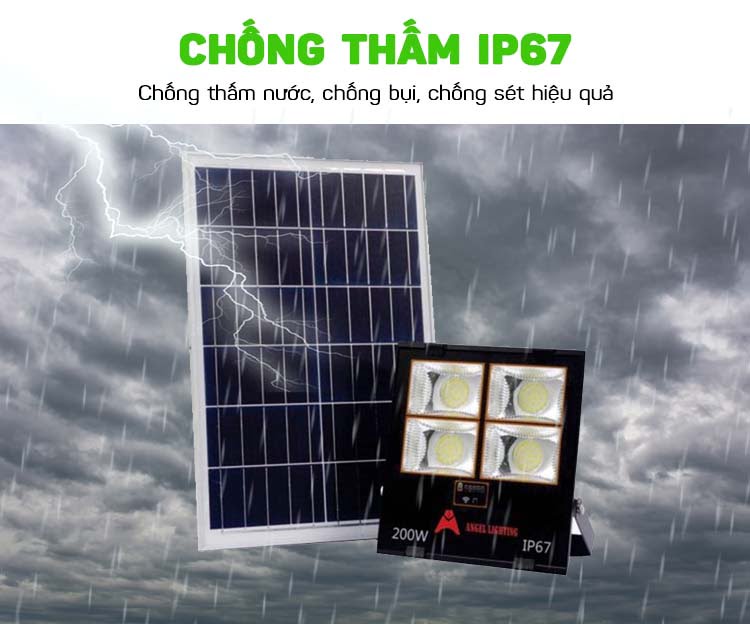 CHỐNG THẤM IP67
Chống thấm nước, chống bụi, chống sét hiệu quả
ANGEL LIGHTING
200W IP67